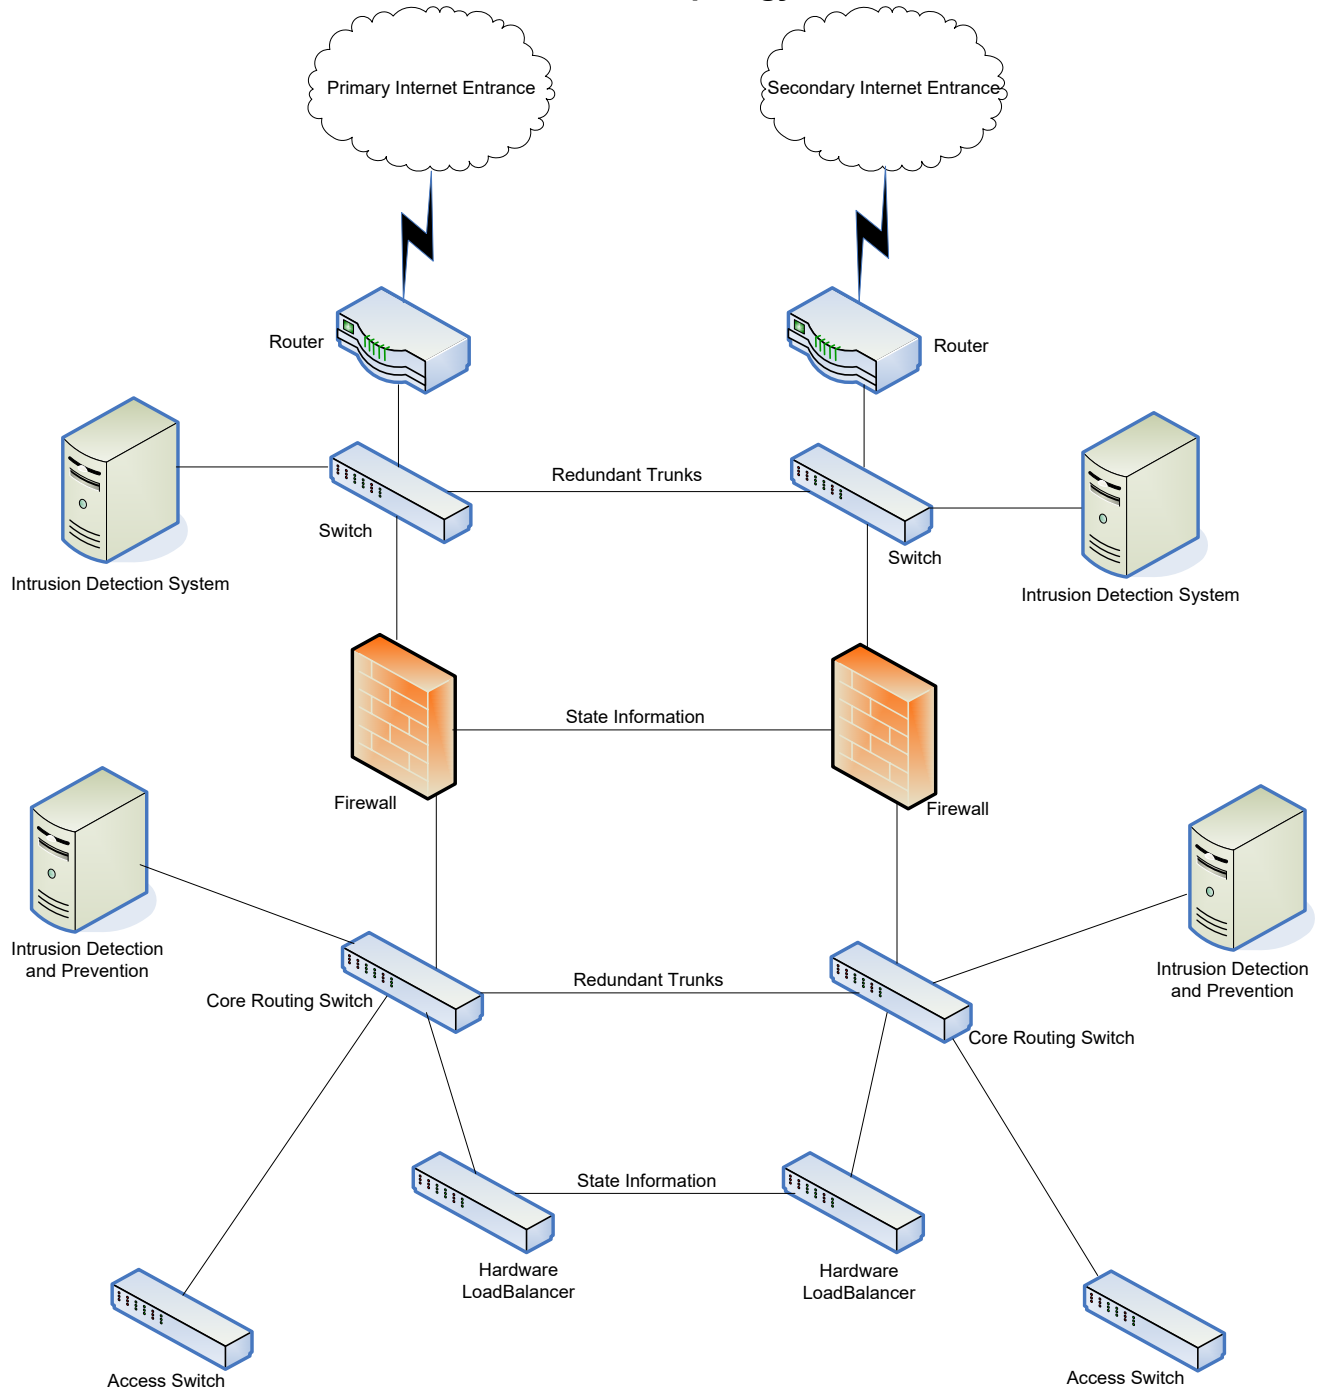 Primary Internet Entrance
Secondary Internet Entrance
Router
Router
Redundant Trunks
Switch
Switch
Intrusion Detection System
Intrusion Detection System
State Information
Firewall
Firewall
Intrusion Detection
and Prevention
Intrusion Detection
and Prevention
Redundant Trunks
Core Routing Switch
Core Routing Switch
State Information
Hardware
LoadBalancer
Hardware
LoadBalancer
Access Switch
Access Switch